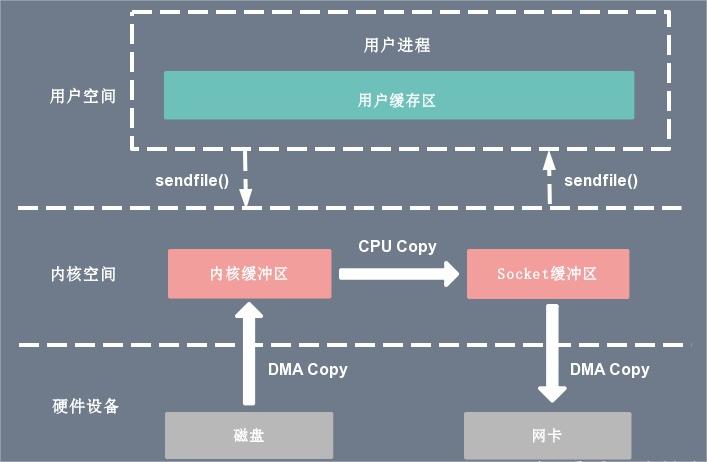 用户进程
用户空间
用户缓存区
sendfile()
sendfile()
CPU Copy
内核空间
内核缓冲区
Socket缓冲区
DMA Copy
DMA Copy
硬件设备
磁盘
网卡